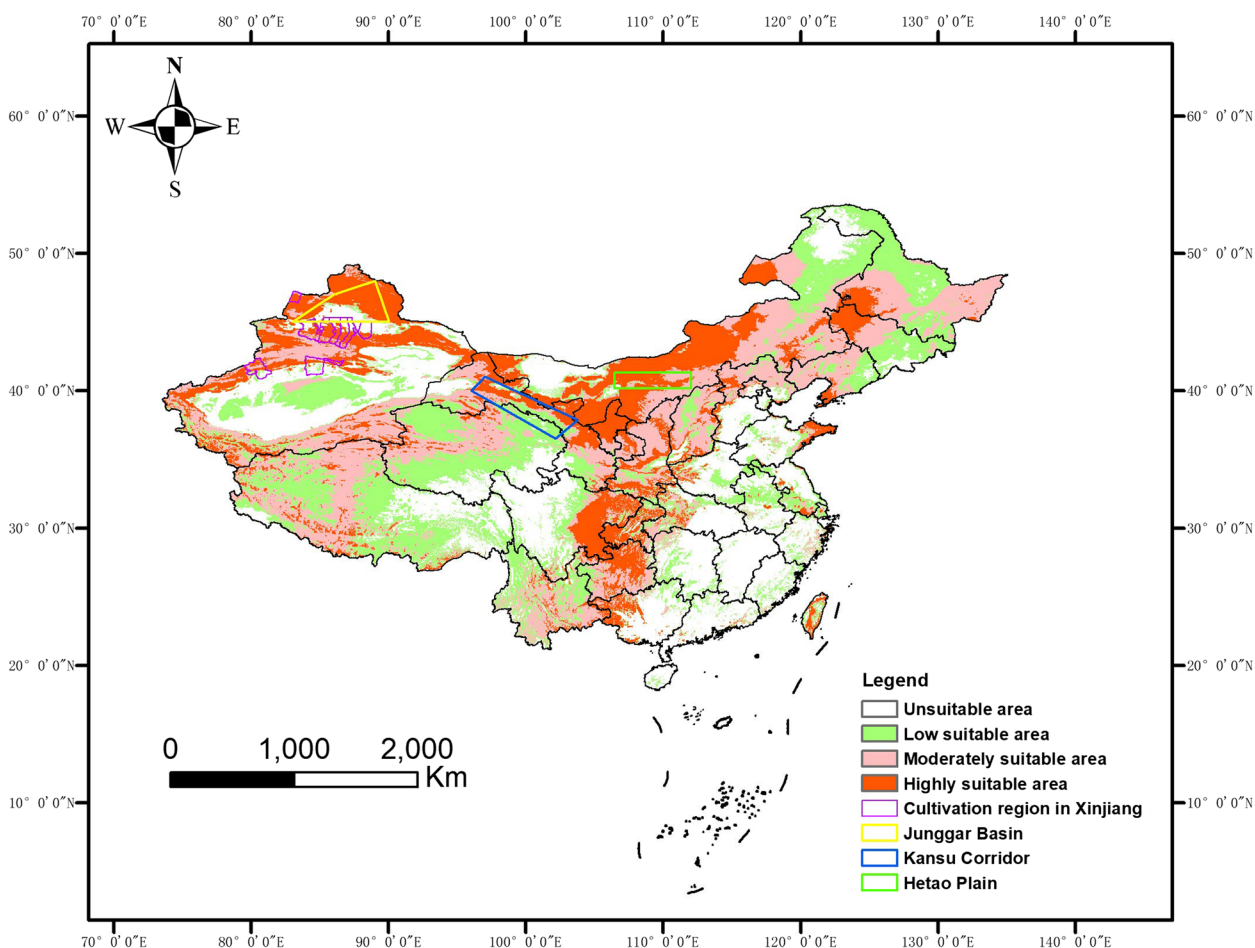 70° 0'0"E 80° 0'0"E 90° 0'0"E 100° 0'0"E 110° 0'0"E 120° 0'0"E 130° 0'0"E 140° 0'0"E
N
W E
S
60° 0'0"N 60° 0'0"N
50° 0'0"N 50° 0'0"N
40° 0'0"N 40° 0'0"N
30° 0'0"N 30° 0'0"N
20° 0'0"N 20° 0'0"N
Legend
Unsuitable area
Low suitable area
Moderately suitable area
Highly suitable area
Cultivation region in Xinjiang
Junggar Basin
Kansu Corridor
Hetao Plain
0 1,000 2,000
Km
10° 0'0"N 10° 0'0"N
70° 0'0"E 80° 0'0"E 90° 0'0"E 100° 0'0"E 110° 0'0"E 120° 0'0"E 130° 0'0"E 140° 0'0"E